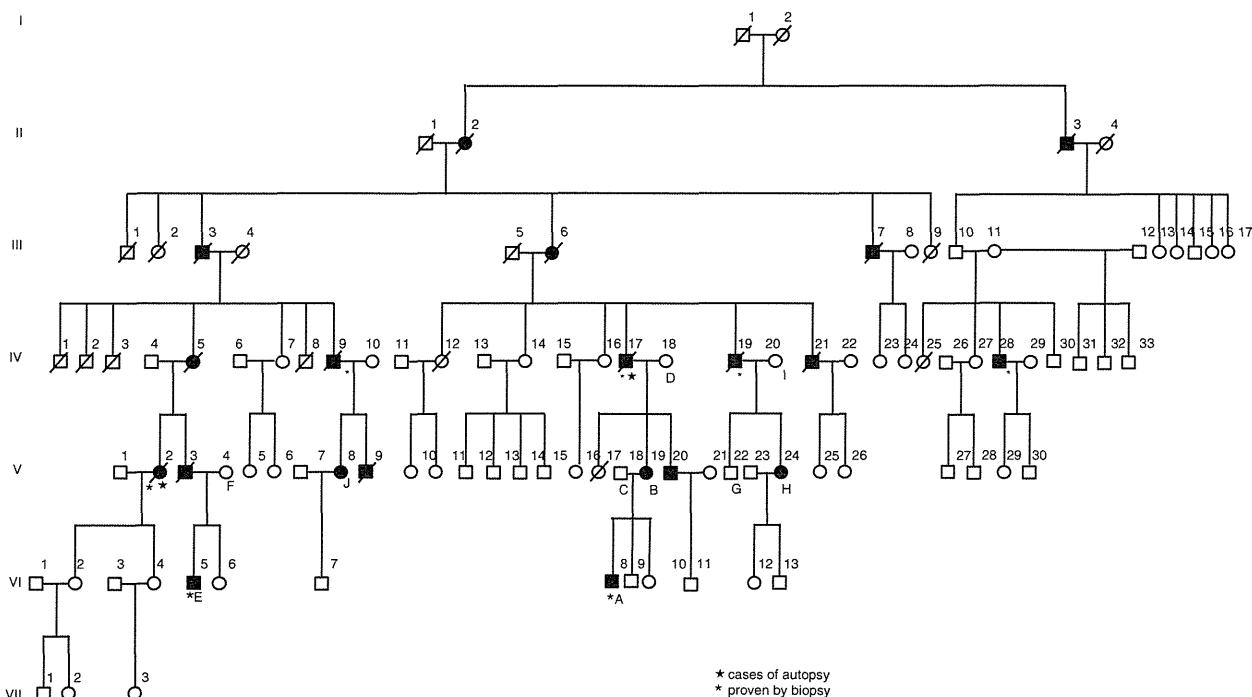 I
1 2
II
1 2 3 4
III
1 2 3 4 5 6 7 8 9 10 11 12 13 14 15 16 17
IV
1 2 3 4 5 6 7 8 9 10 11 12 13 14 15 16 17 18 19 20 21 22 23 24 25 26 27 28 29 30 31 32 33
* * ★ D * I *
V
1 2 3 4 5 6 7 8 9 10 11 12 13 14 15 16 17 18 19 20 21 22 23 24 25 26 27 28 29 30
* ★ F J C B G H
VI
1 2 3 4 5 6 7 8 9 10 11 12 13
*E *A
★ cases of autopsy
VII
1 2 3
* proven by biopsy